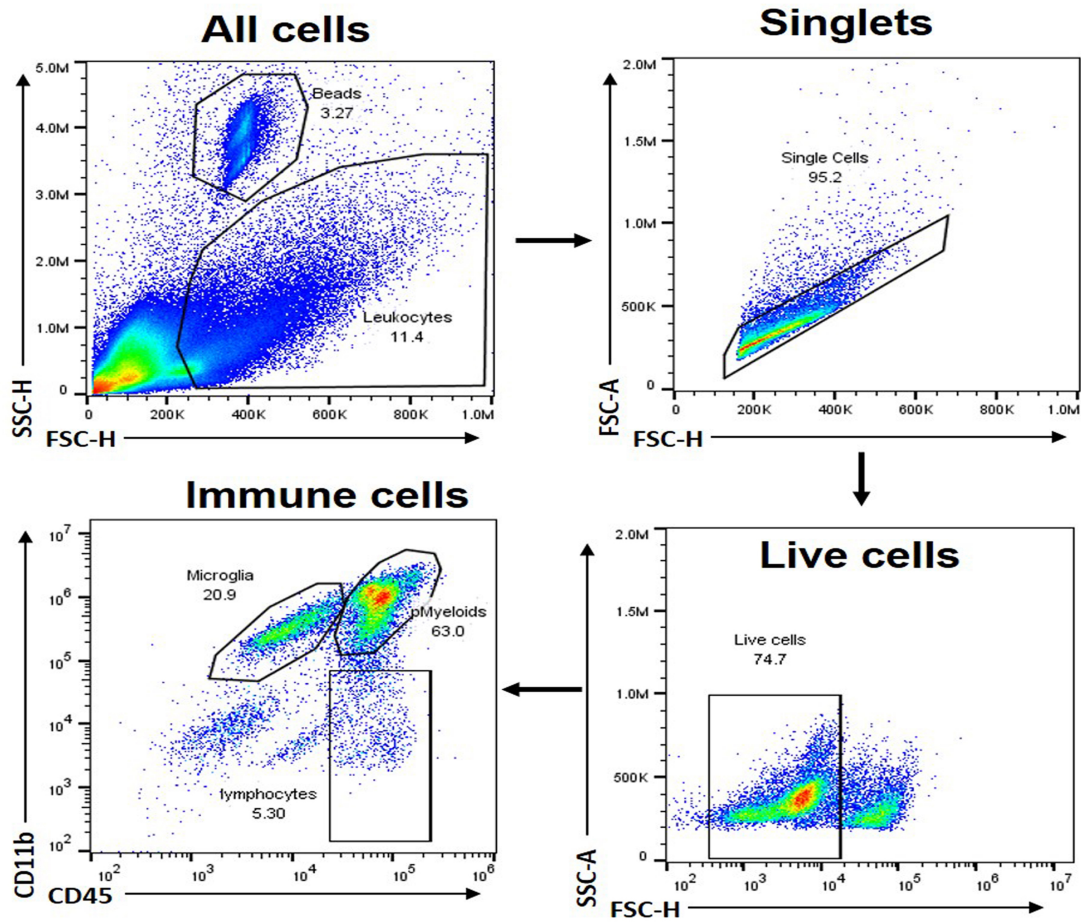 All cells
5.0M
4.0M
3.0M
2.0M
1.0M
0
Beads
3.27
Leukocytes
11.4
0 200K 400K 600K 800K 1.0M
SSC-H
FSC-H
Singlets
2.0M
1.5M
1.0M
500K
0
Single Cells
95.2
0 200K 400K 600K 800K 1.0M
FSC-A
FSC-H
Immune cells
10^7
10^6
10^5
10^4
10^3
10^2
Microglia
20.9
pMyeloids
63.0
lymphocytes
5.30
10^2 10^3 10^4 10^5 10^6
CD11b
CD45
Live cells
2.0M
1.5M
1.0M
500K
0
Live cells
74.7
10^2 10^3 10^4 10^5 10^6 10^7
SSC-A
FSC-H